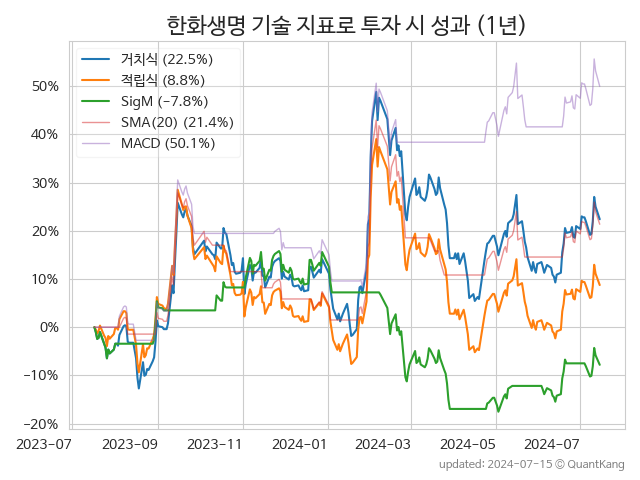 한화생명 기술 지표로 투자 시 성과 (1년)
거치식 (22.5%)
적립식 (8.8%)
SigM (−7.8%)
SMA(20) (21.4%)
MACD (50.1%)
50%
40%
30%
20%
10%
0%
−10%
−20%
2023-07 2023-09 2023-11 2024-01 2024-03 2024-05 2024-07
updated: 2024-07-15 © QuantKang